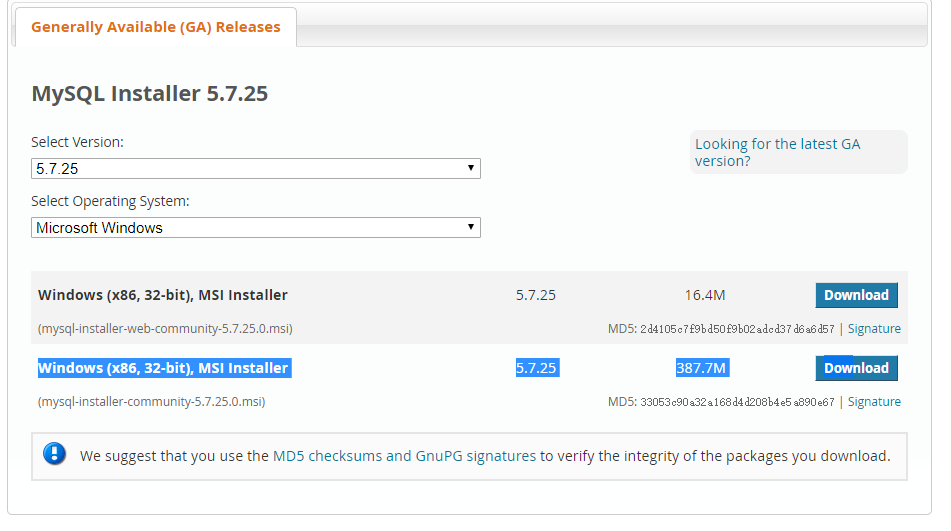 Generally Available (GA) Releases
MySQL Installer 5.7.25
Select Version:
5.7.25
Looking for the latest GA
version?
Select Operating System:
Microsoft Windows
Windows (x86, 32-bit), MSI Installer 5.7.25 16.4M Download
(mysql-installer-web-community-5.7.25.0.msi) MD5: 2d4105c7f9bd50f9b02adcd37d6a6d57 | Signature
Windows (x86, 32-bit), MSI Installer 5.7.25 387.7M Download
(mysql-installer-community-5.7.25.0.msi) MD5: 33053c90a32a168d4d208b4e5a890e67 | Signature
We suggest that you use the MD5 checksums and GnuPG signatures to verify the integrity of the packages you download.